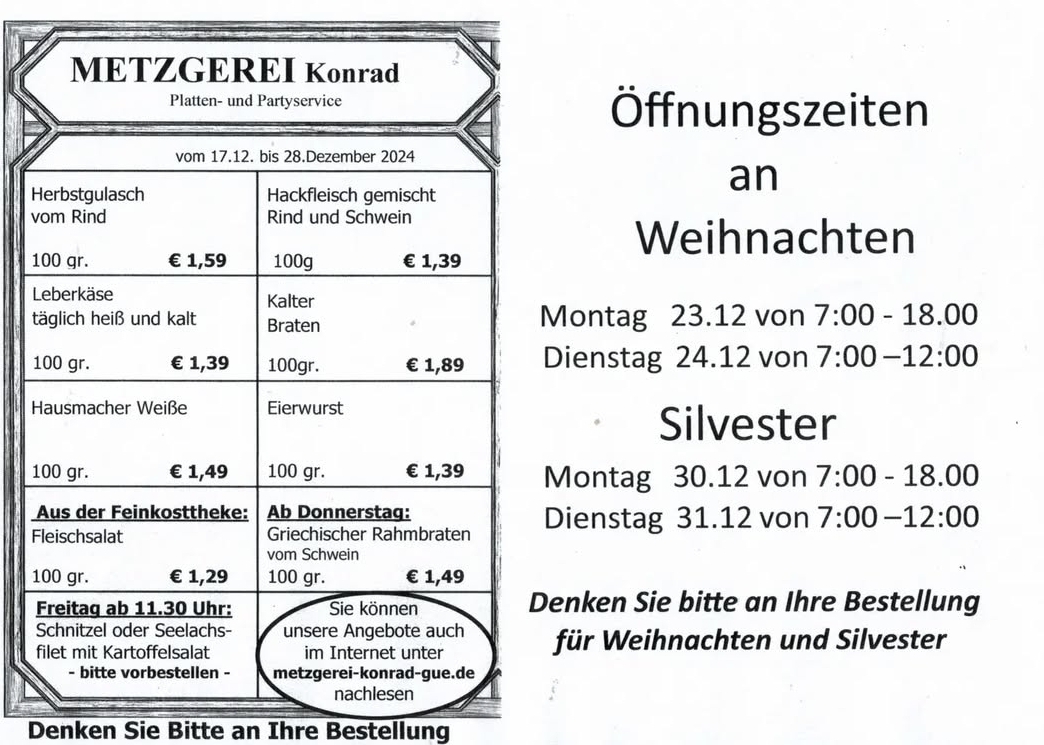 METZGEREI Konrad
Platten- und Partyservice
vom 17.12. bis 28.Dezember 2024
Herbstgulasch
vom Rind
100 gr. € 1,59
Hackfleisch gemischt
Rind und Schwein
100g € 1,39
Leberkäse
täglich heiß und kalt
100 gr. € 1,39
Kalter
Braten
100gr. € 1,89
Hausmacher Weiße
100 gr. € 1,49
Eierwurst
100 gr. € 1,39
Aus der Feinkosttheke:
Fleischsalat
100 gr. € 1,29
Ab Donnerstag:
Griechischer Rahmbraten
vom Schwein
100 gr. € 1,49
Freitag ab 11.30 Uhr:
Schnitzel oder Seelachs-
filet mit Kartoffelsalat
- bitte vorbestellen -
Sie können
unsere Angebote auch
im Internet unter
metzgerei-konrad-gue.de
nachlesen
Denken Sie Bitte an Ihre Bestellung
Öffnungszeiten
an
Weihnachten
Montag 23.12 von 7:00 - 18.00
Dienstag 24.12 von 7:00 –12:00
Silvester
Montag 30.12 von 7:00 - 18.00
Dienstag 31.12 von 7:00 –12:00
Denken Sie bitte an Ihre Bestellung
für Weihnachten und Silvester